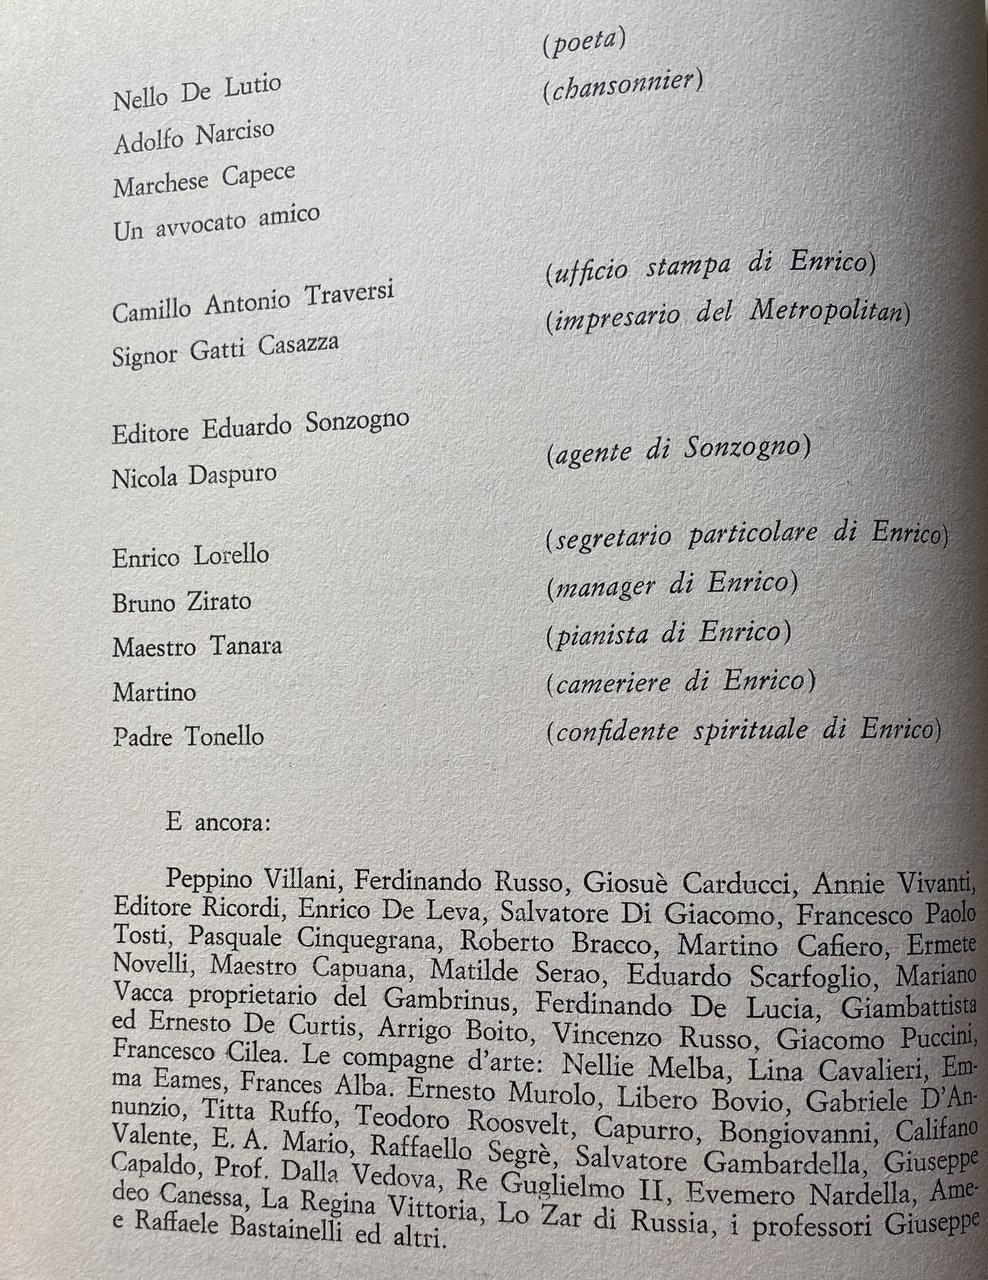 Nello De Lutio (poeta)
Adolfo Narciso (chansonnier)
Marchese Capece
Un avvocato amico
Camillo Antonio Traversi (ufficio stampa di Enrico)
Signor Gatti Casazza (impresario del Metropolitan)
Editore Eduardo Sonzogno
Nicola Daspuro (agente di Sonzogno)
Enrico Lorello (segretario particolare di Enrico)
Bruno Zirato (manager di Enrico)
Maestro Tanara (pianista di Enrico)
Martino (cameriere di Enrico)
Padre Tonello (confidente spirituale di Enrico)
E ancora:
Peppino Villani, Ferdinando Russo, Giosuè Carducci, Annie Vivanti,
Editore Ricordi, Enrico De Leva, Salvatore Di Giacomo, Francesco Paolo
Tosti, Pasquale Cinquegrana, Roberto Bracco, Martino Cafiero, Ermete
Novelli, Maestro Capuana, Matilde Serao, Eduardo Scarfoglio, Mariano
Vacca proprietario del Gambrinus, Ferdinando De Lucia, Giambattista
ed Ernesto De Curtis, Arrigo Boito, Vincenzo Russo, Giacomo Puccini,
Francesco Cilea. Le compagne d'arte: Nellie Melba, Lina Cavalieri, Em-
ma Eames, Frances Alba. Ernesto Murolo, Libero Bovio, Gabriele D'An-
nunzio, Titta Ruffo, Teodoro Roosvelt, Capurro, Bongiovanni, Califano
Valente, E. A. Mario, Raffaello Segrè, Salvatore Gambardella, Giuseppe
Capaldo, Prof. Dalla Vedova, Re Guglielmo II, Evemero Nardella, Ame-
deo Canessa, La Regina Vittoria, Lo Zar di Russia, i professori Giuseppe
e Raffaele Bastainelli ed altri.